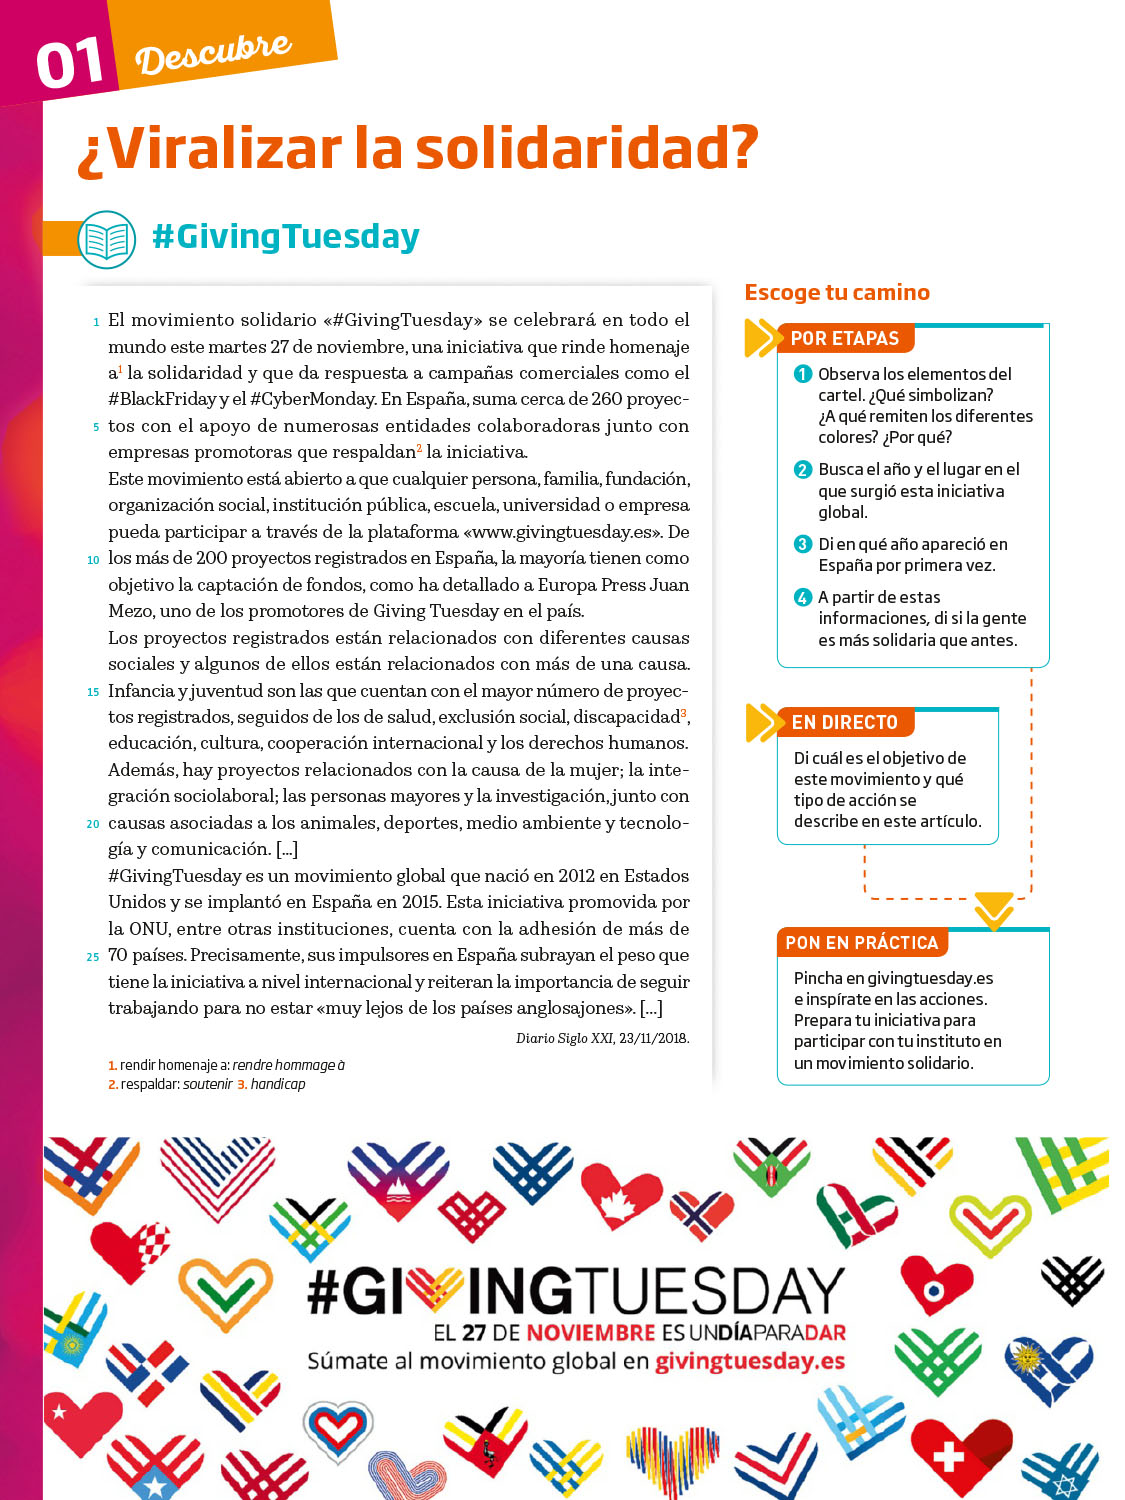 01 Descubre
¿Viralizar la solidaridad?
#GivingTuesday
1 El movimiento solidario «#GivingTuesday» se celebrará en todo el
mundo este martes 27 de noviembre, una iniciativa que rinde homenaje
a1 la solidaridad y que da respuesta a campañas comerciales como el
#BlackFriday y el #CyberMonday. En España, suma cerca de 260 proyec-
5 tos con el apoyo de numerosas entidades colaboradoras junto con
empresas promotoras que respaldan2 la iniciativa.
Este movimiento está abierto a que cualquier persona, familia, fundación,
organización social, institución pública, escuela, universidad o empresa
pueda participar a través de la plataforma «www.givingtuesday.es». De
10 los más de 200 proyectos registrados en España, la mayoría tienen como
objetivo la captación de fondos, como ha detallado a Europa Press Juan
Mezo, uno de los promotores de Giving Tuesday en el país.
Los proyectos registrados están relacionados con diferentes causas
sociales y algunos de ellos están relacionados con más de una causa.
15 Infancia y juventud son las que cuentan con el mayor número de proyec-
tos registrados, seguidos de los de salud, exclusión social, discapacidad3,
educación, cultura, cooperación internacional y los derechos humanos.
Además, hay proyectos relacionados con la causa de la mujer; la inte-
gración sociolaboral; las personas mayores y la investigación, junto con
20 causas asociadas a los animales, deportes, medio ambiente y tecnolo-
gía y comunicación. [...]
#GivingTuesday es un movimiento global que nació en 2012 en Estados
Unidos y se implantó en España en 2015. Esta iniciativa promovida por
la ONU, entre otras instituciones, cuenta con la adhesión de más de
25 70 países. Precisamente, sus impulsores en España subrayan el peso que
tiene la iniciativa a nivel internacional y reiteran la importancia de seguir
trabajando para no estar «muy lejos de los países anglosajones». [...]
Diario Siglo XXI, 23/11/2018.
1. rendir homenaje a: rendre hommage à
2. respaldar: soutenir 3. handicap
Escoge tu camino
POR ETAPAS
1 Observa los elementos del
cartel. ¿Qué simbolizan?
¿A qué remiten los diferentes
colores? ¿Por qué?
2 Busca el año y el lugar en el
que surgió esta iniciativa
global.
3 Di en qué año apareció en
España por primera vez.
4 A partir de estas
informaciones, di si la gente
es más solidaria que antes.
EN DIRECTO
Di cuál es el objetivo de
este movimiento y qué
tipo de acción se
describe en este artículo.
PON EN PRÁCTICA
Pincha en givingtuesday.es
e inspírate en las acciones.
Prepara tu iniciativa para
participar con tu instituto en
un movimiento solidario.
#GIVINGTUESDAY
EL 27 DE NOVIEMBRE ES UN DÍA PARA DAR
Súmate al movimiento global en givingtuesday.es